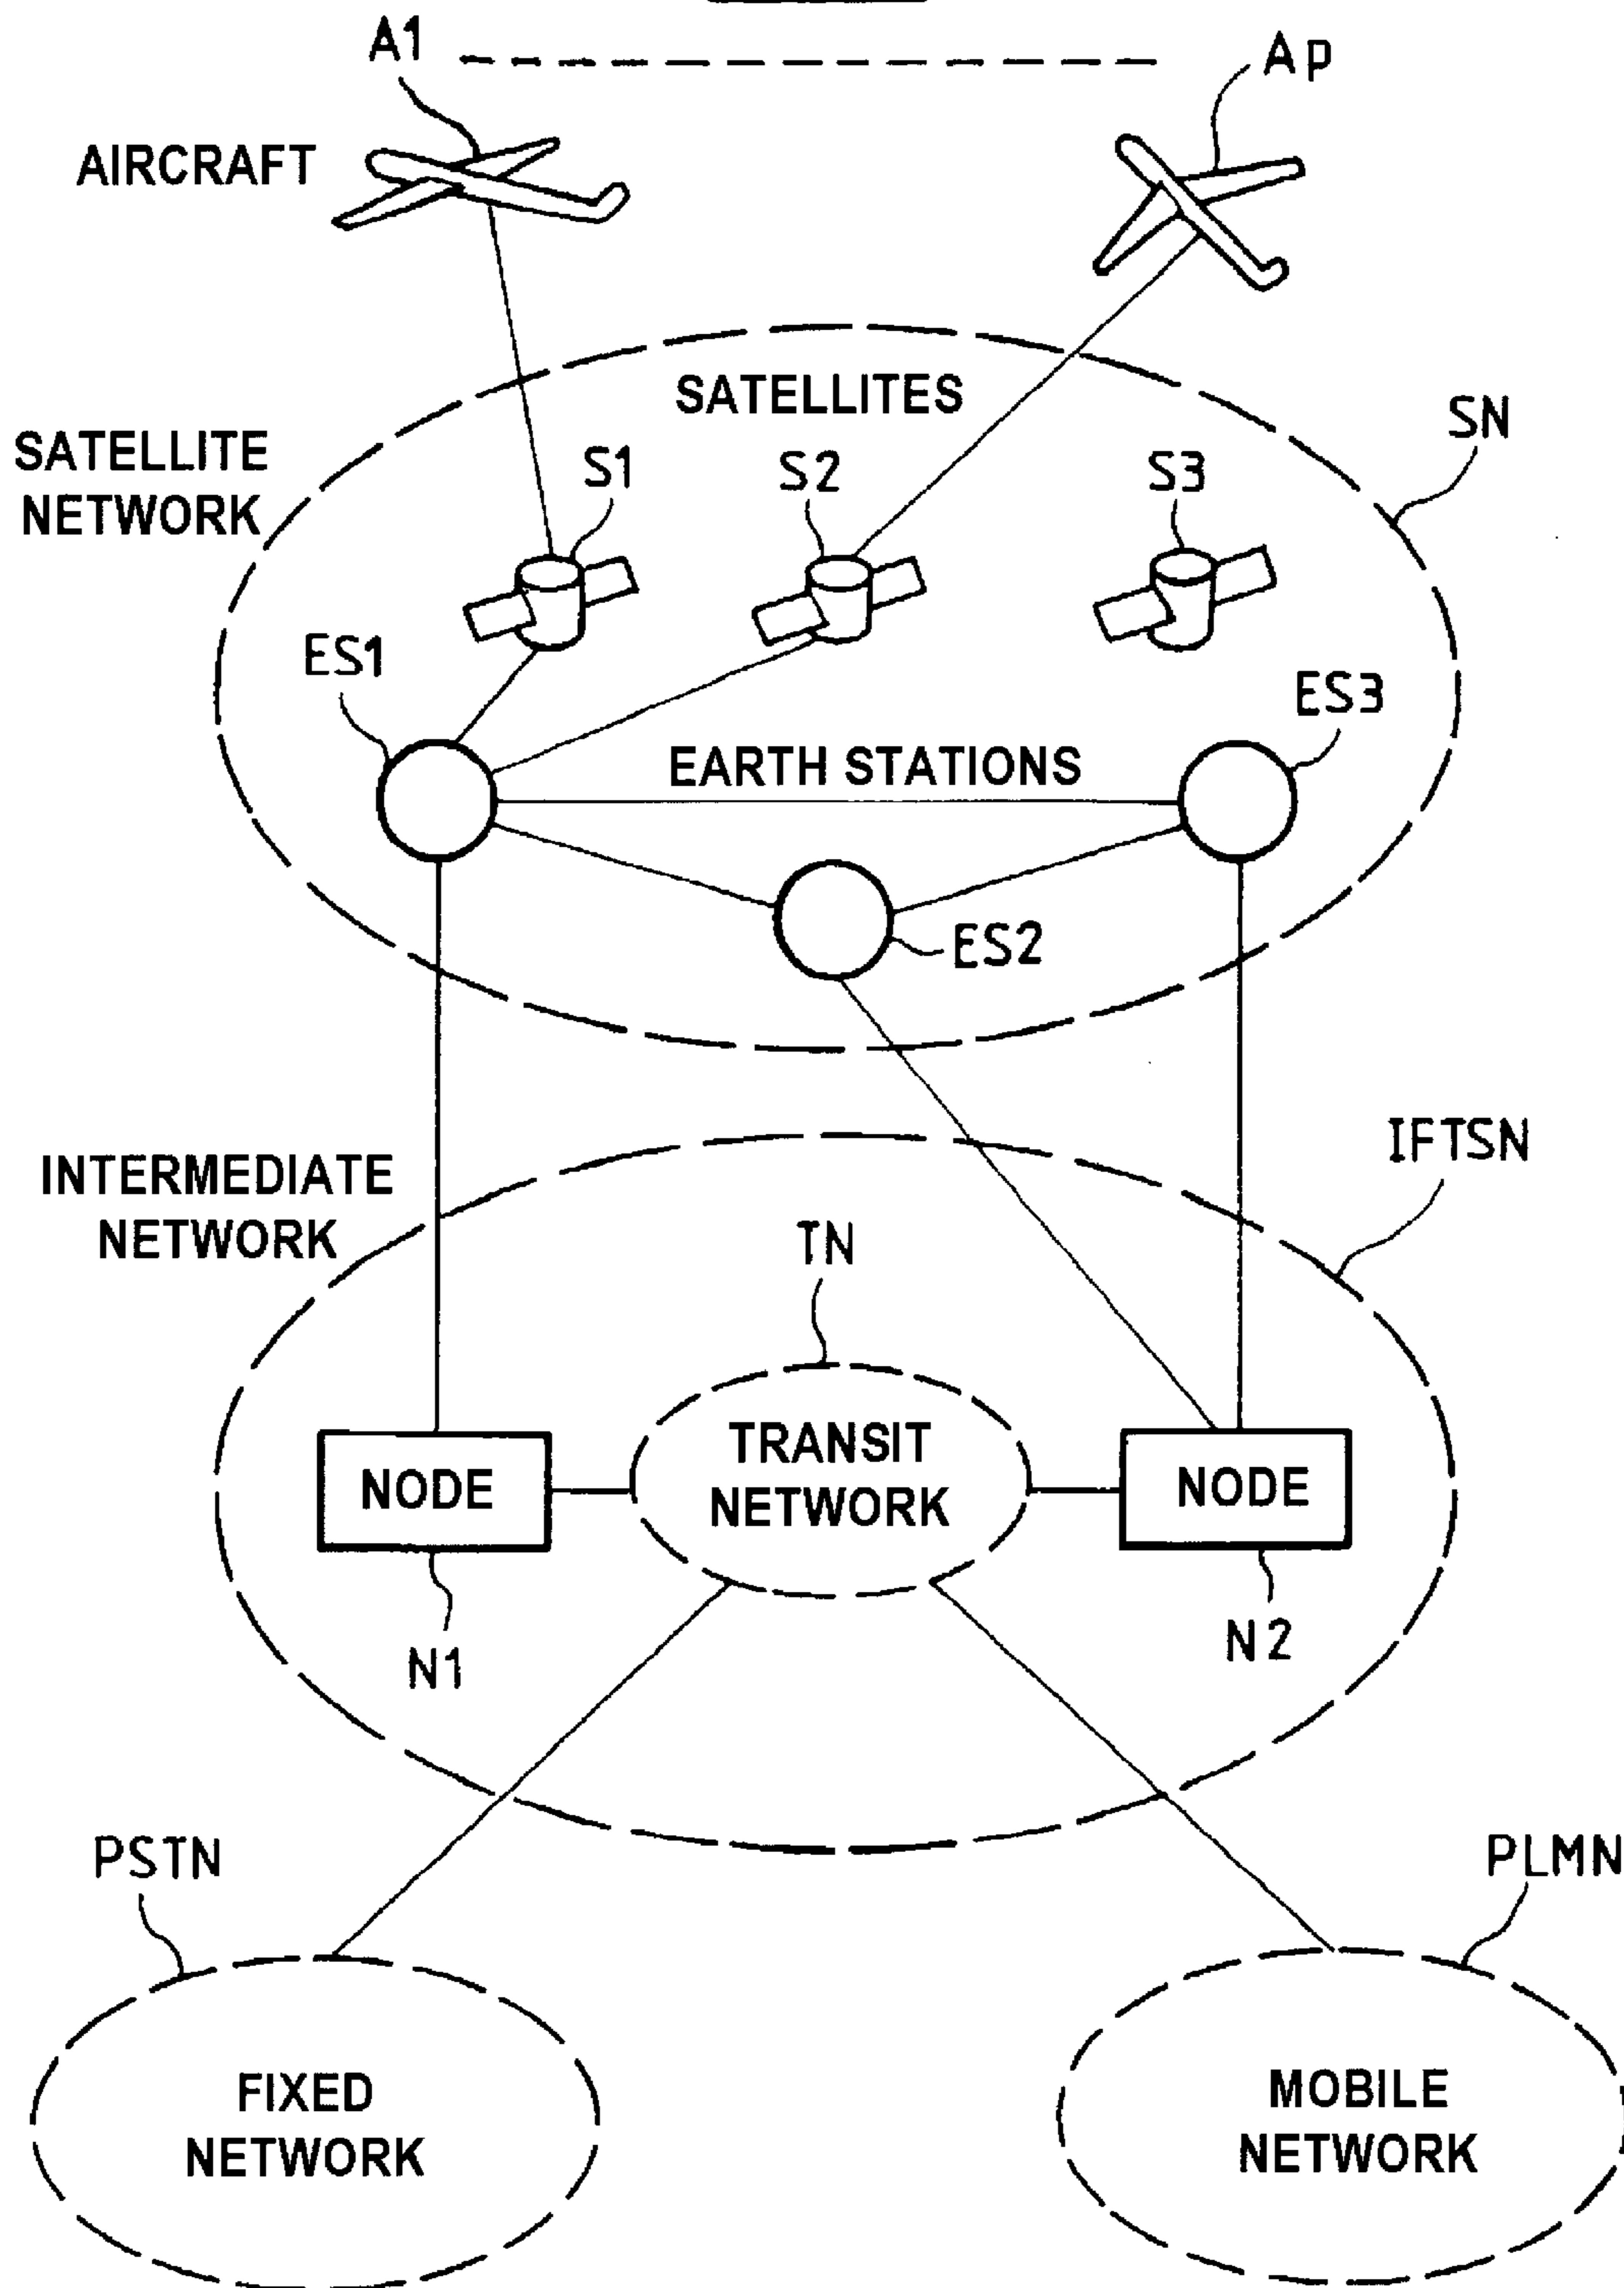 A1
Ap
AIRCRAFT
SATELLITES
SN
SATELLITE
NETWORK
S1
S2
S3
ES1
ES3
EARTH STATIONS
ES2
IFTSN
INTERMEDIATE
NETWORK
TN
TRANSIT
NETWORK
NODE
NODE
N1
N2
PSTN
PLMN
FIXED
NETWORK
MOBILE
NETWORK